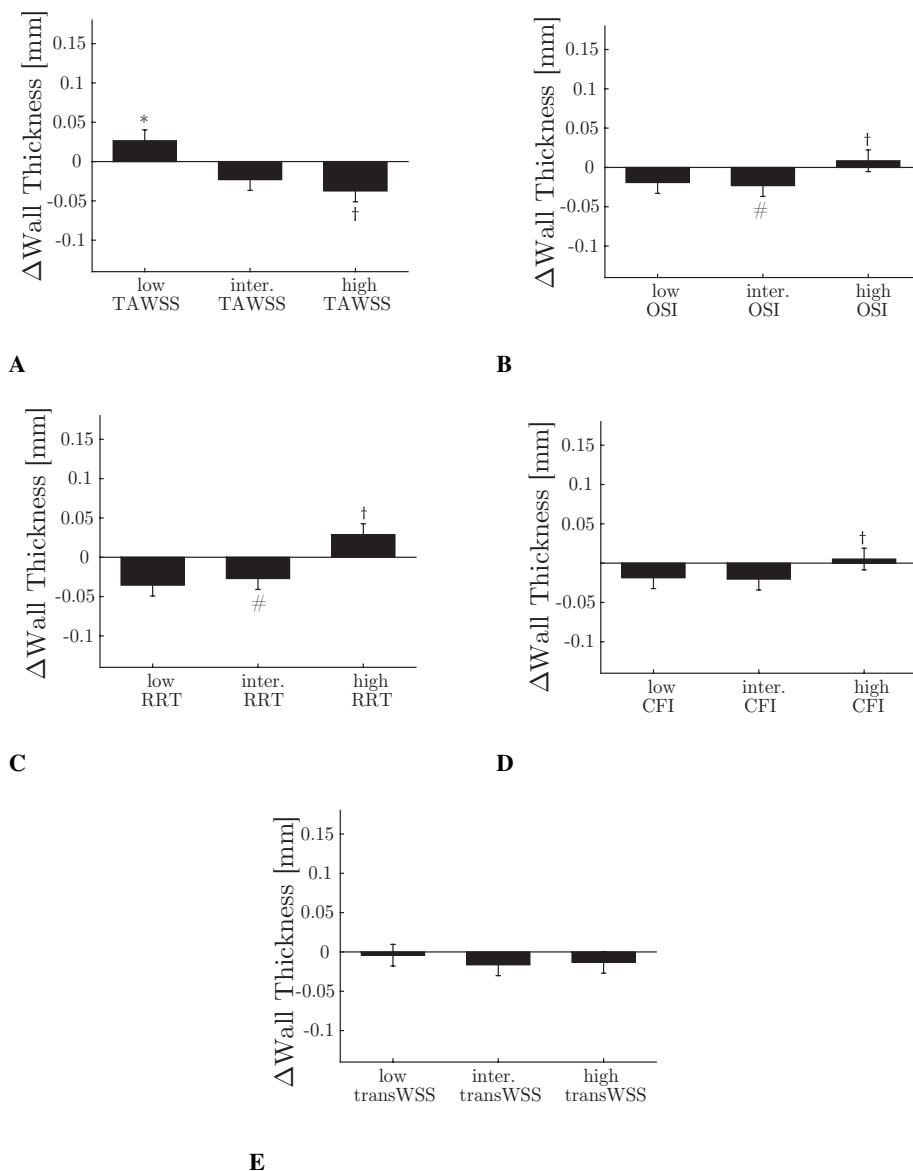 ΔWall Thickness [mm]
0.15
0.1
0.05
0
-0.05
-0.1
*
†
low
TAWSS
inter.
TAWSS
high
TAWSS
A
ΔWall Thickness [mm]
0.15
0.1
0.05
0
-0.05
-0.1
#
†
low
OSI
inter.
OSI
high
OSI
B
ΔWall Thickness [mm]
0.15
0.1
0.05
0
-0.05
-0.1
#
†
low
RRT
inter.
RRT
high
RRT
C
ΔWall Thickness [mm]
0.15
0.1
0.05
0
-0.05
-0.1
†
low
CFI
inter.
CFI
high
CFI
D
ΔWall Thickness [mm]
0.15
0.1
0.05
0
-0.05
-0.1
low
transWSS
inter.
transWSS
high
transWSS
E